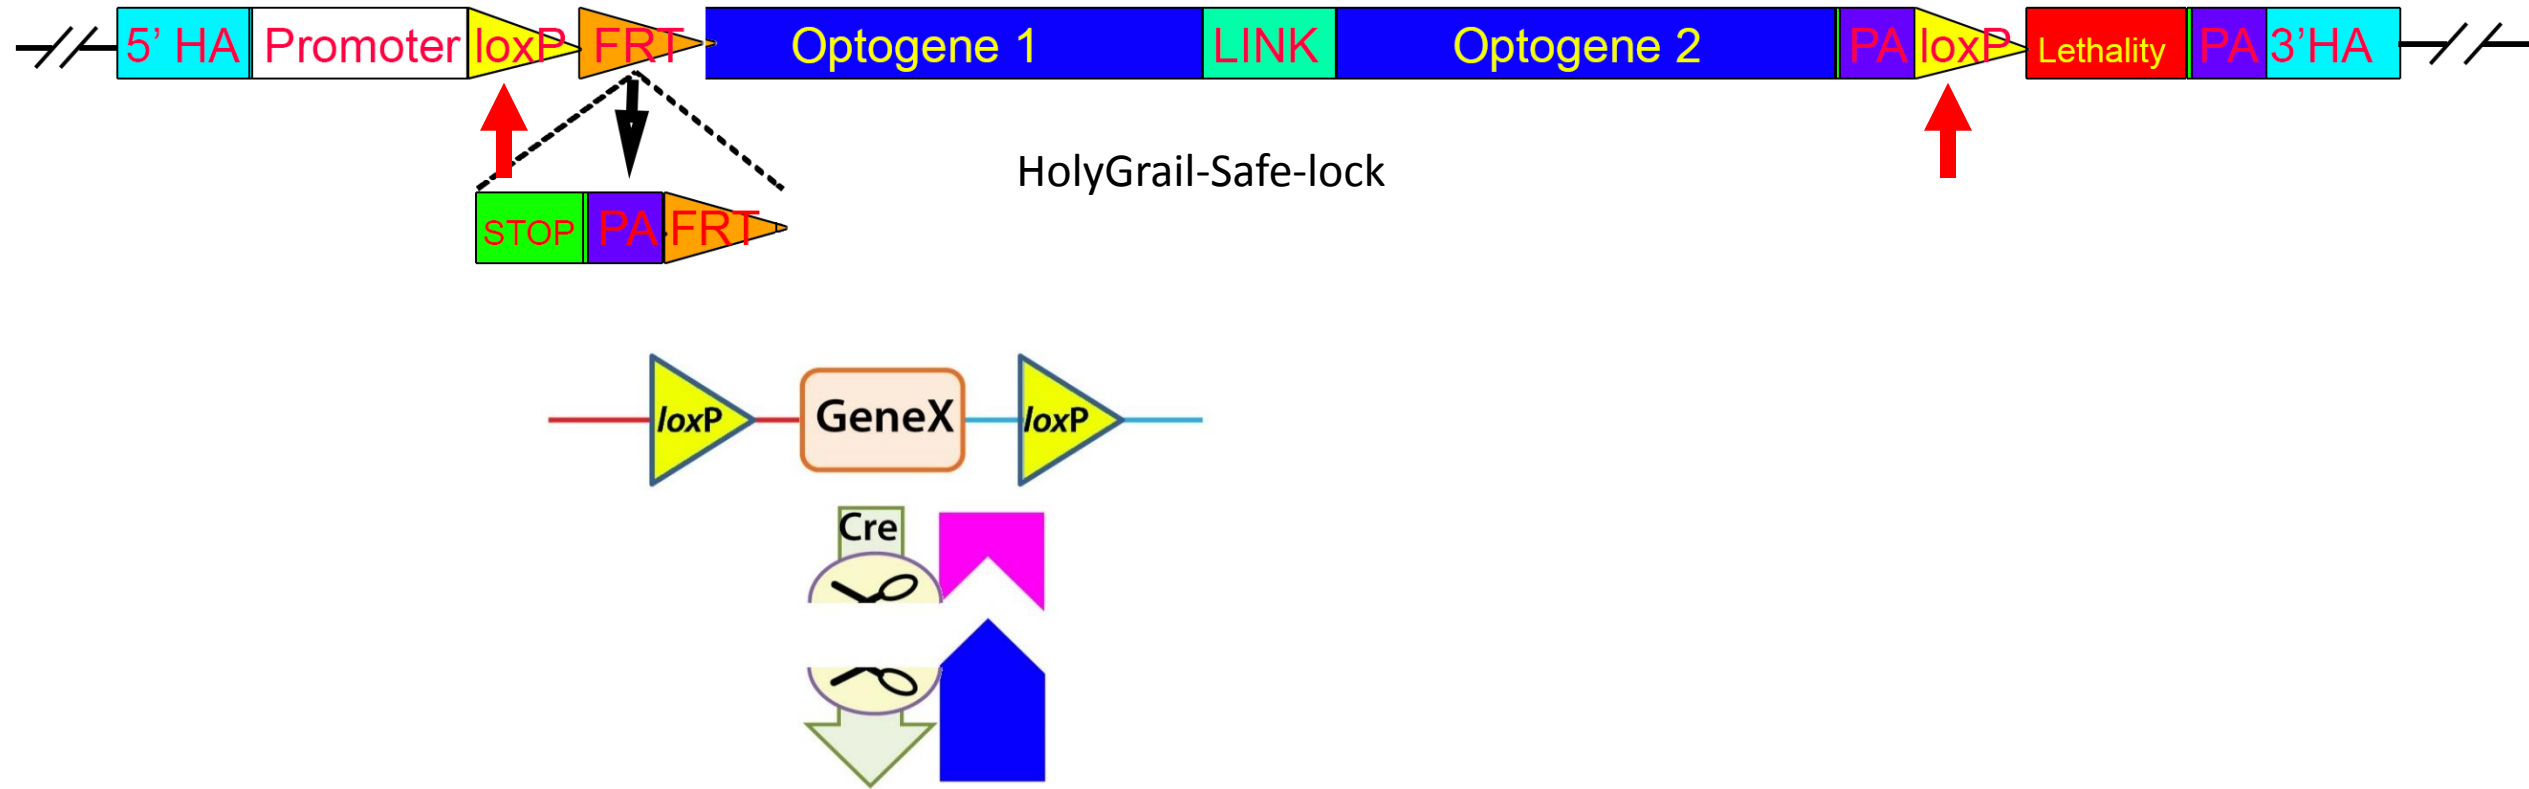 5' HA Promoter loxP FRT Optogene 1 LINK Optogene 2 PA loxP Lethality PA 3'HA
HolyGrail-Safe-lock
STOP PA FRT
loxP GeneX loxP
Cre